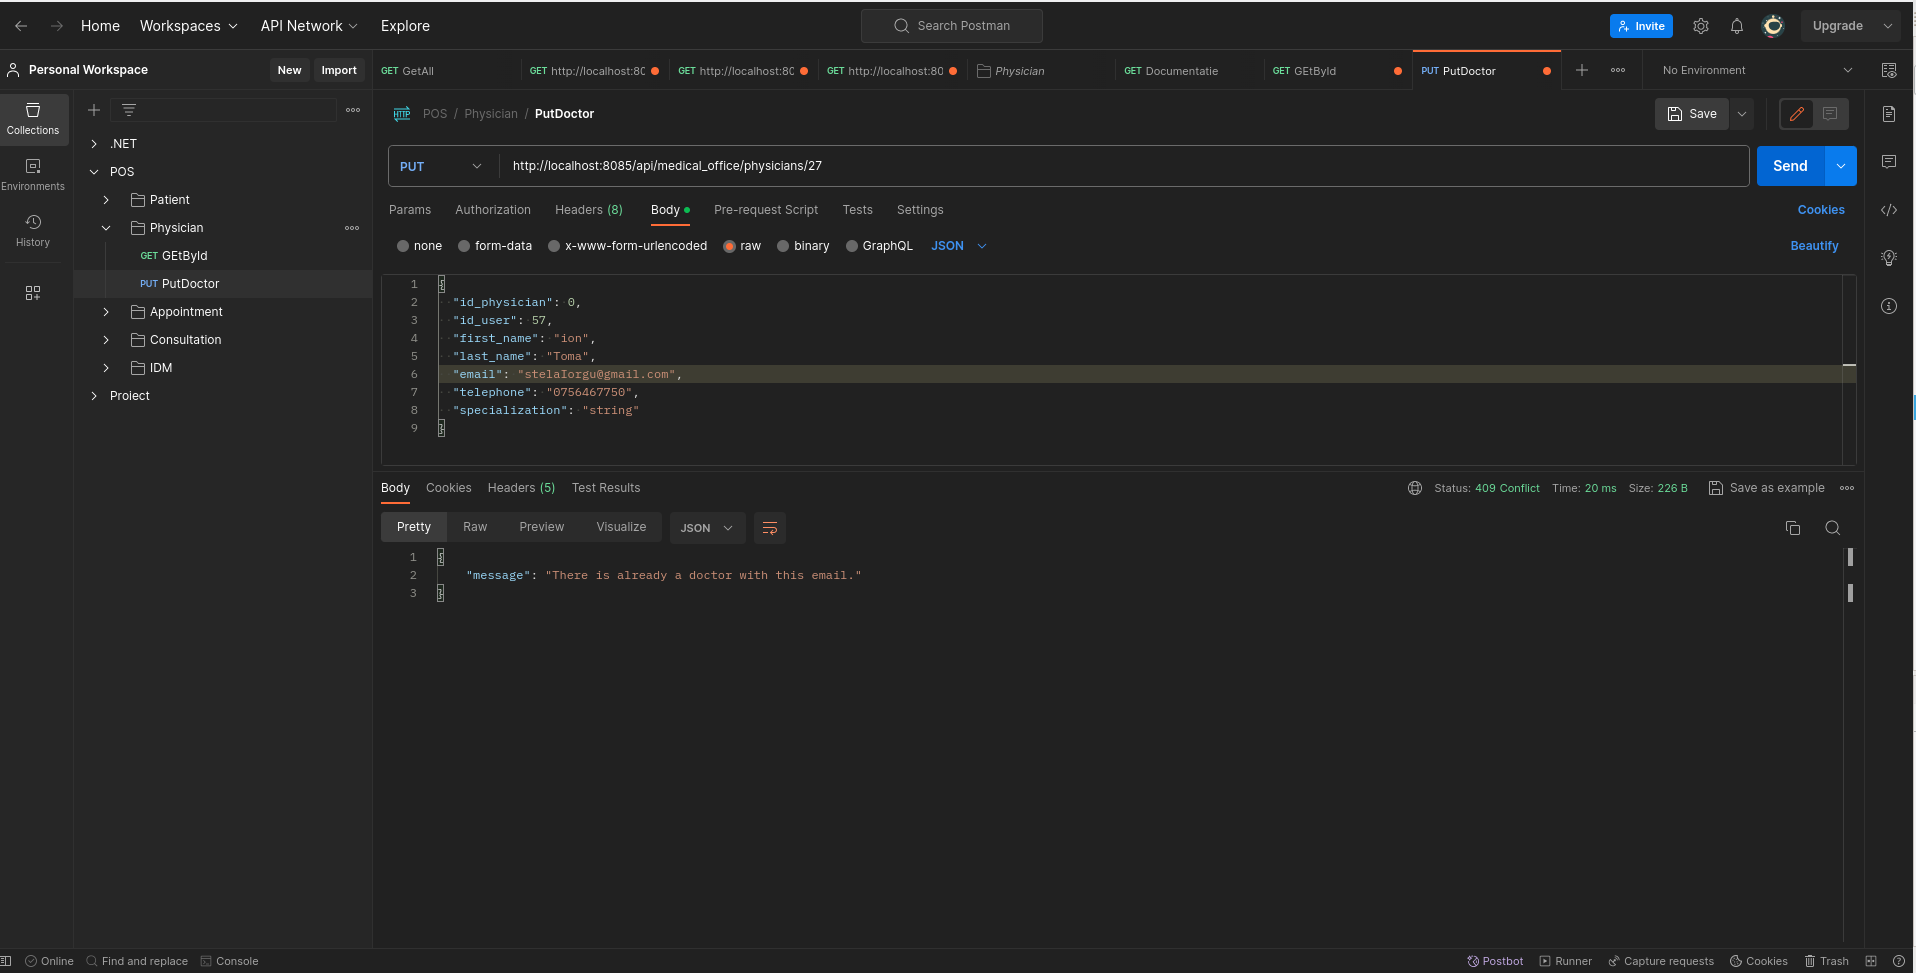 Home Workspaces API Network Explore Search Postman Invite Upgrade
Personal Workspace New Import
GET GetAll GET http://localhost:80 GET http://localhost:80 GET http://localhost:80 Physician GET Documentatie GET GEtById PUT PutDoctor No Environment
Collections
Environments
History
.NET
POS
Patient
Physician
GET GEtById
PUT PutDoctor
Appointment
Consultation
IDM
Proiect
HTTP POS / Physician / PutDoctor Save
PUT http://localhost:8085/api/medical_office/physicians/27 Send
Params Authorization Headers (8) Body Pre-request Script Tests Settings Cookies
none form-data x-www-form-urlencoded raw binary GraphQL JSON Beautify
1 {
2 "id_physician": 0,
3 "id_user": 57,
4 "first_name": "ion",
5 "last_name": "Toma",
6 "email": "stelaIorgu@gmail.com",
7 "telephone": "0756467750",
8 "specialization": "string"
9 }
Body Cookies Headers (5) Test Results Status: 409 Conflict Time: 20 ms Size: 226 B Save as example
Pretty Raw Preview Visualize JSON
1 {
2 "message": "There is already a doctor with this email."
3 }
Online Find and replace Console Postbot Runner Capture requests Cookies Trash